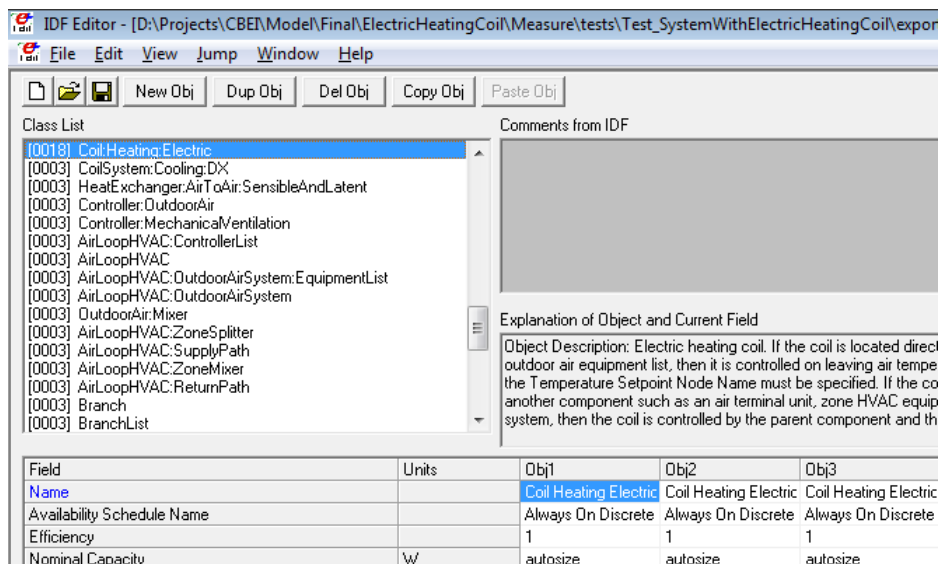 IDF Editor - [D:\Projects\CBEI\Model\Final\ElectricHeatingCoil\Measure\tests\Test_SystemWithElectricHeatingCoil\expor
File Edit View Jump Window Help
New Obj Dup Obj Del Obj Copy Obj Paste Obj
Class List
[0018] Coil:Heating:Electric
[0003] CoilSystem:Cooling:DX
[0003] HeatExchanger:AirToAir:SensibleAndLatent
[0003] Controller:OutdoorAir
[0003] Controller:MechanicalVentilation
[0003] AirLoopHVAC:ControllerList
[0003] AirLoopHVAC
[0003] AirLoopHVAC:OutdoorAirSystem:EquipmentList
[0003] AirLoopHVAC:OutdoorAirSystem
[0003] OutdoorAir:Mixer
[0003] AirLoopHVAC:ZoneSplitter
[0003] AirLoopHVAC:SupplyPath
[0003] AirLoopHVAC:ZoneMixer
[0003] AirLoopHVAC:ReturnPath
[0003] Branch
[0003] BranchList
Comments from IDF
Explanation of Object and Current Field
Object Description: Electric heating coil. If the coil is located direct
outdoor air equipment list, then it is controlled on leaving air tempe
the Temperature Setpoint Node Name must be specified. If the co
another component such as an air terminal unit, zone HVAC equip
system, then the coil is controlled by the parent component and th
Field Units Obj1 Obj2 Obj3
Name Coil Heating Electric Coil Heating Electric Coil Heating Electric
Availability Schedule Name Always On Discrete Always On Discrete Always On Discrete
Efficiency 1 1 1
Nominal Capacity W autosize autosize autosize